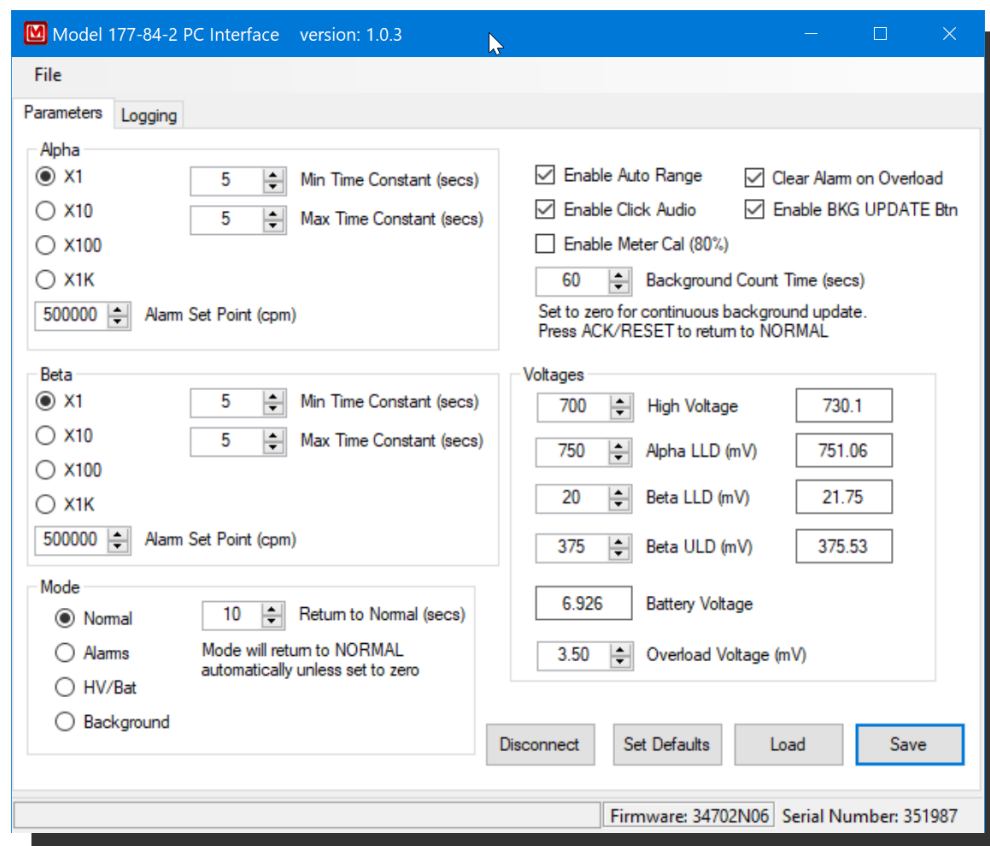 M Model 177-84-2 PC Interface version: 1.0.3
File
Parameters Logging
Alpha
X1
X10
X100
X1K
5 Min Time Constant (secs)
5 Max Time Constant (secs)
500000 Alarm Set Point (cpm)
Enable Auto Range
Clear Alarm on Overload
Enable Click Audio
Enable BKG UPDATE Btn
Enable Meter Cal (80%)
60 Background Count Time (secs)
Set to zero for continuous background update.
Press ACK/RESET to return to NORMAL
Beta
X1
X10
X100
X1K
5 Min Time Constant (secs)
5 Max Time Constant (secs)
500000 Alarm Set Point (cpm)
Voltages
700 High Voltage 730.1
750 Alpha LLD (mV) 751.06
20 Beta LLD (mV) 21.75
375 Beta ULD (mV) 375.53
6.926 Battery Voltage
3.50 Overload Voltage (mV)
Mode
Normal
Alarms
HV/Bat
Background
10 Return to Normal (secs)
Mode will return to NORMAL
automatically unless set to zero
Disconnect Set Defaults Load Save
Firmware: 34702N06 Serial Number: 351987